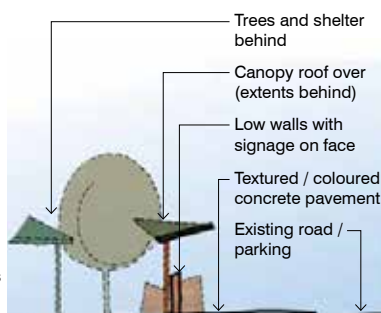 Trees and shelter
behind
Canopy roof over
(extents behind)
Low walls with
signage on face
Textured / coloured
concrete pavement
Existing road /
parking
s